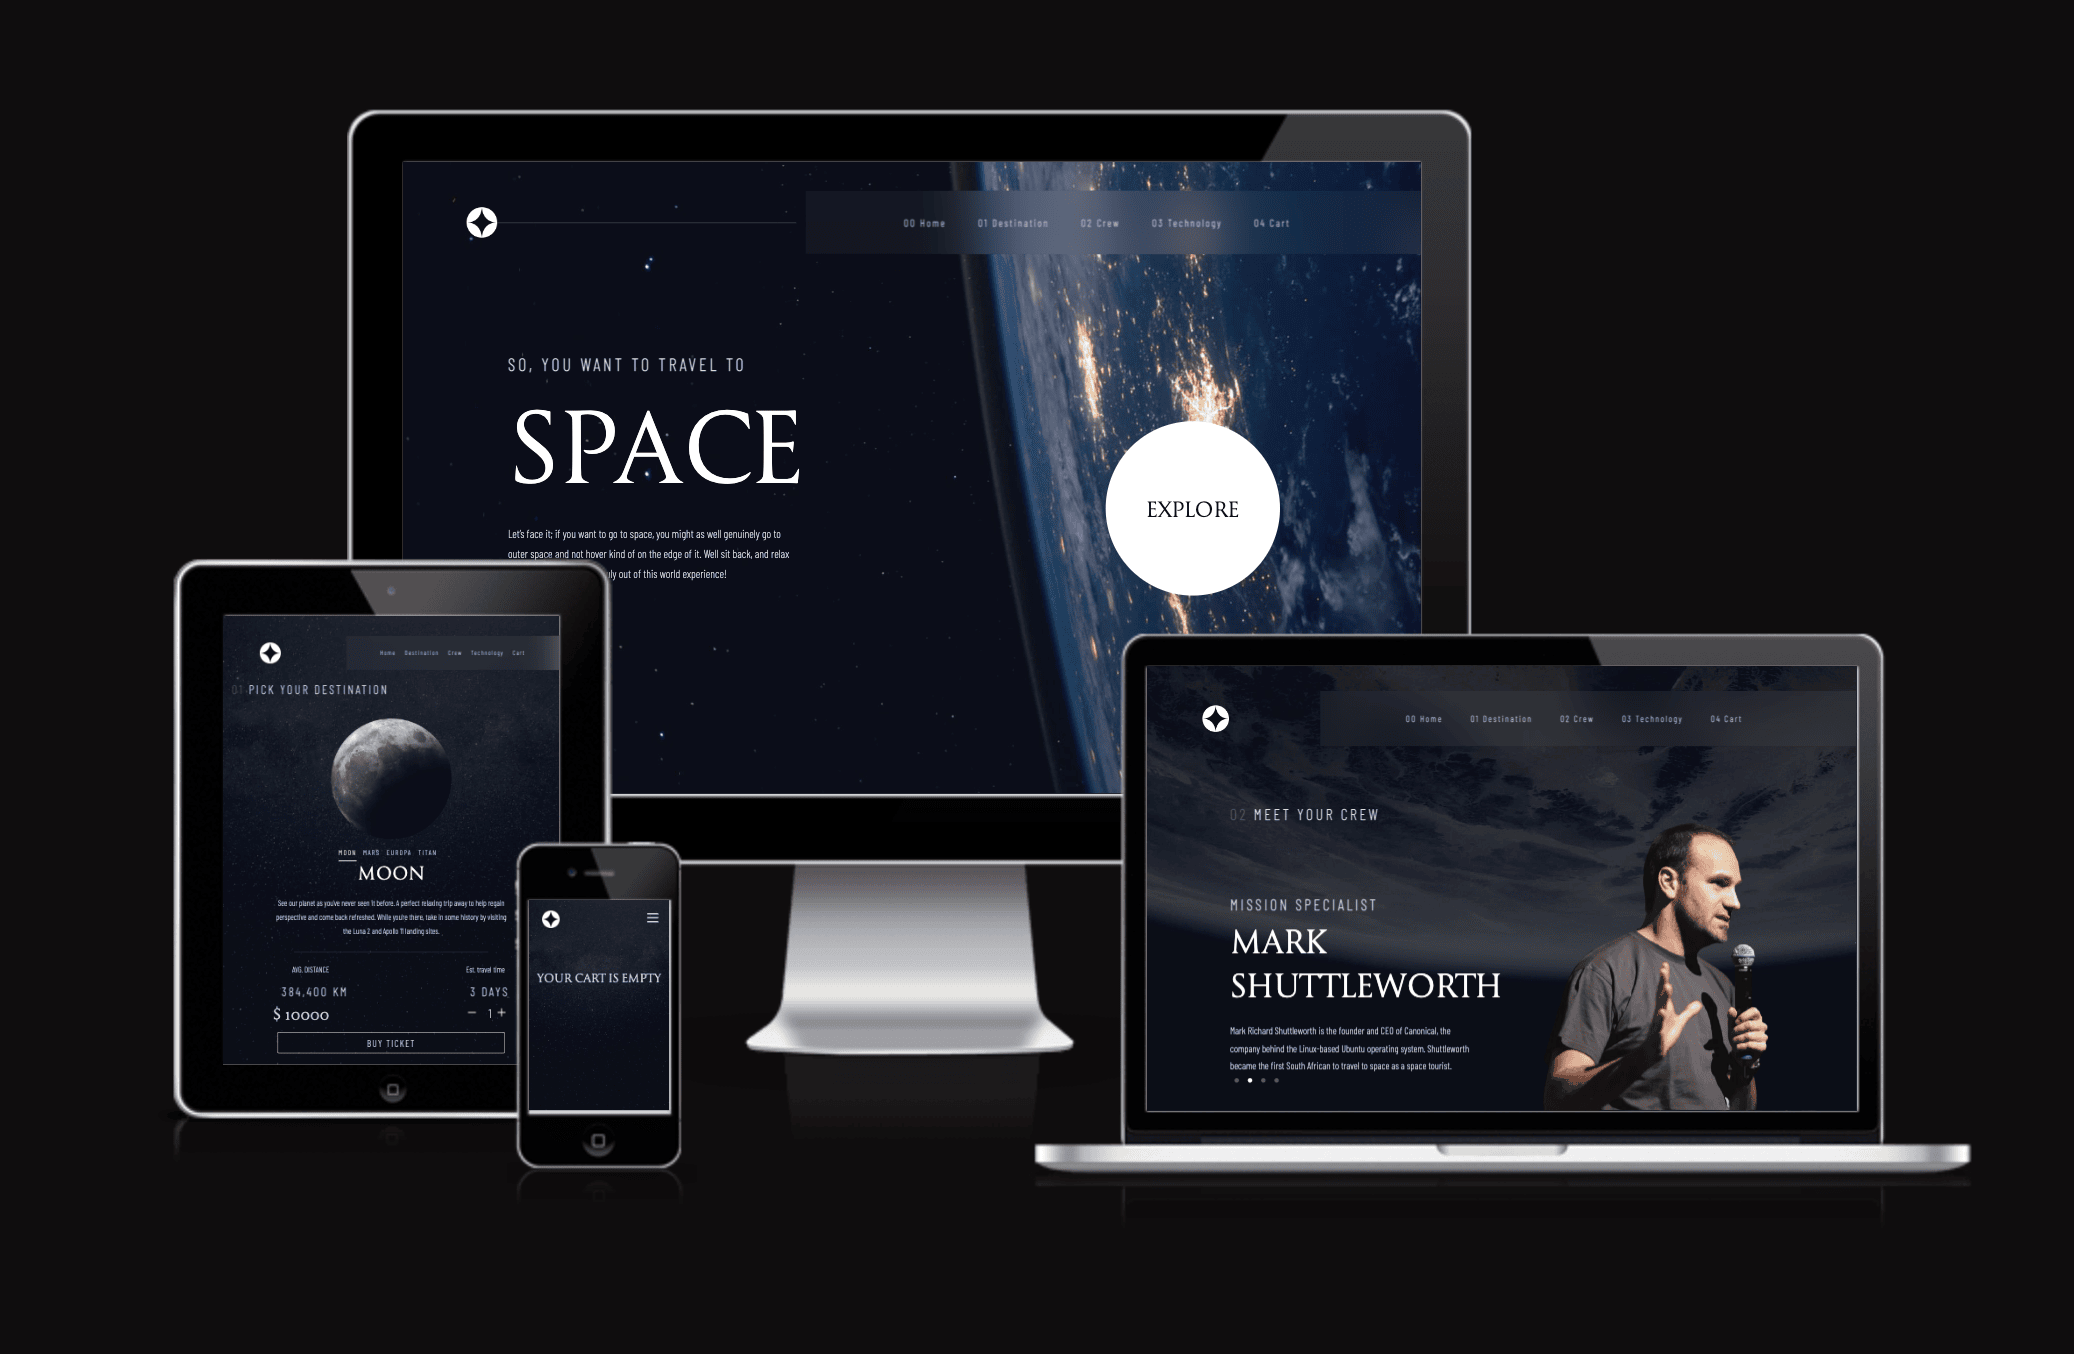 00 Home 01 Destination 02 Crew 03 Technology 04 Cart
SO, YOU WANT TO TRAVEL TO
SPACE
EXPLORE
Let's face it; if you want to go to space, you might as well genuinely go to
outer space and not hover kind of on the edge of it. Well sit back, and relax
out of this world experience!
Home Destination Crew Technology Cart
01 PICK YOUR DESTINATION
MOON MARS EUROPA TITAN
MOON
See our planet as you've never seen it before. A perfect relaxing trip away to help regain
perspective and come back refreshed. While you're there, take in some history by visiting
the Luna 2 and Apollo 11 landing sites.
AVG. DISTANCE Est. travel time
384,400 KM 3 DAYS
$ 10000 − 1 +
BUY TICKET
YOUR CART IS EMPTY
00 Home 01 Destination 02 Crew 03 Technology 04 Cart
02 MEET YOUR CREW
MISSION SPECIALIST
MARK
SHUTTLEWORTH
Mark Richard Shuttleworth is the founder and CEO of Canonical, the
company behind the Linux-based Ubuntu operating system. Shuttleworth
became the first South African to travel to space as a space tourist.